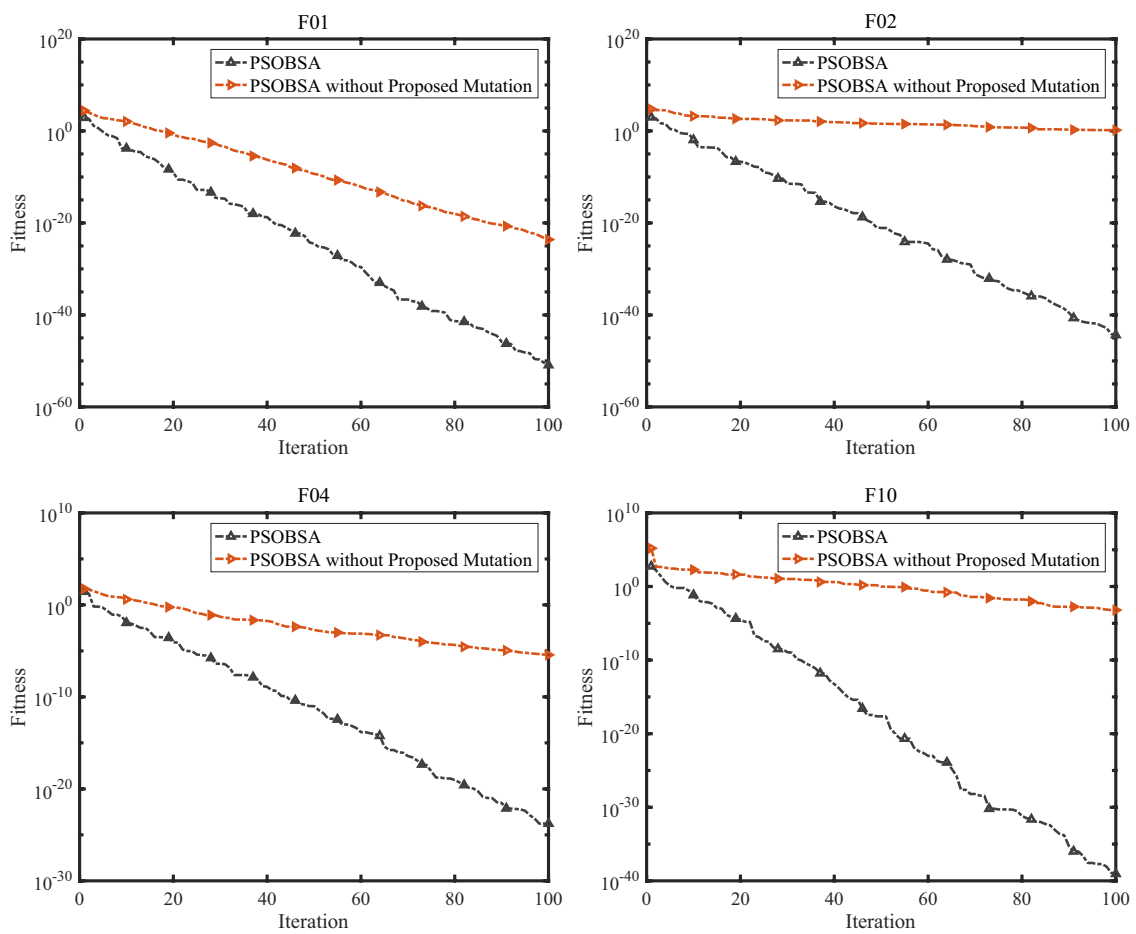 F01
10^20
10^0
10^-20
10^-40
10^-60
Fitness
PSOBSA
PSOBSA without Proposed Mutation
0 20 40 60 80 100
Iteration
F02
10^20
10^0
10^-20
10^-40
10^-60
Fitness
PSOBSA
PSOBSA without Proposed Mutation
0 20 40 60 80 100
Iteration
F04
10^10
10^0
10^-10
10^-20
10^-30
Fitness
PSOBSA
PSOBSA without Proposed Mutation
0 20 40 60 80 100
Iteration
F10
10^10
10^0
10^-10
10^-20
10^-30
10^-40
Fitness
PSOBSA
PSOBSA without Proposed Mutation
0 20 40 60 80 100
Iteration